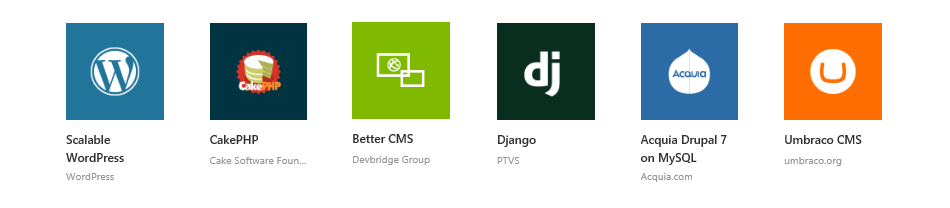 W
CakePHP
dj
Acquia
Scalable
WordPress
WordPress
CakePHP
Cake Software Foun...
Better CMS
Devbridge Group
Django
PTVS
Acquia Drupal 7
on MySQL
Acquia.com
Umbraco CMS
umbraco.org